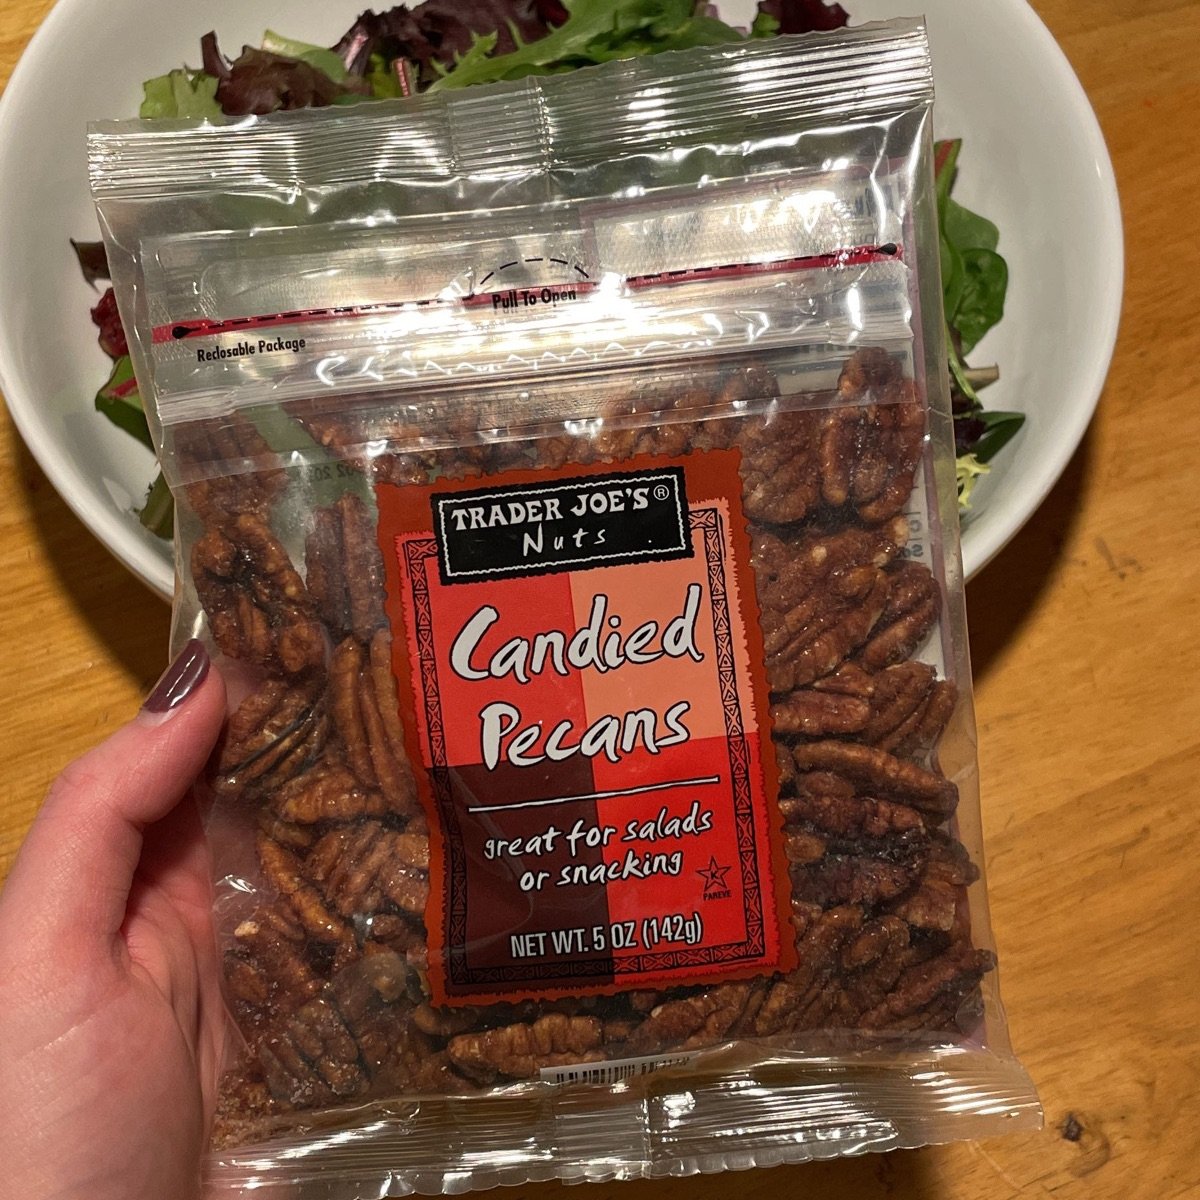 Pull To Open
Reclosable Package
TRADER JOE'S®
Nuts
Candied
Pecans
great for salads
or snacking
K
PAREVE
NET WT. 5 OZ (142g)